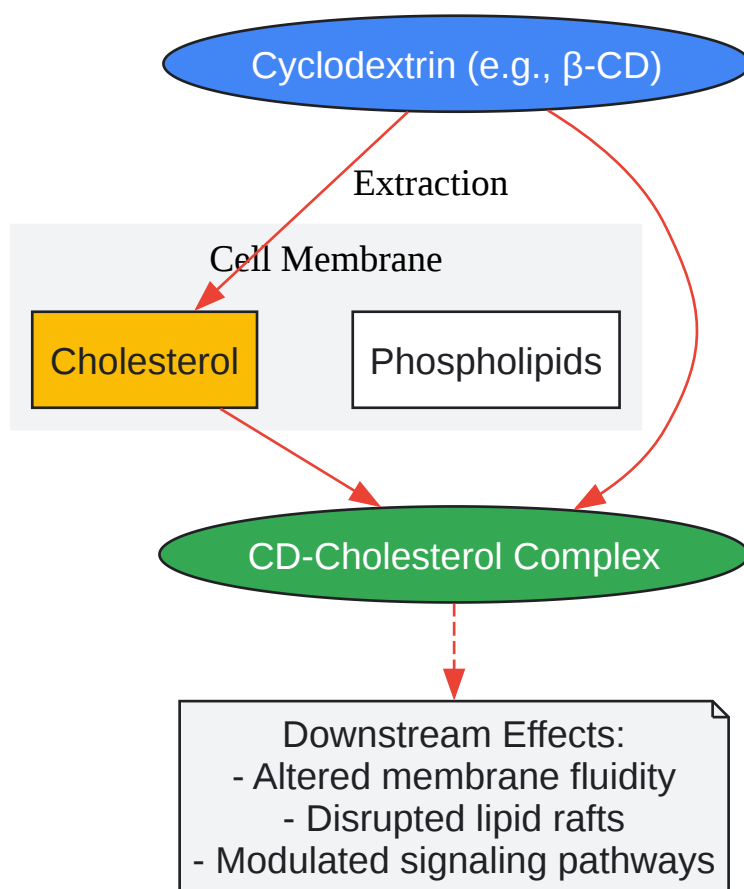 Cyclodextrin (e.g., β-CD)
Extraction
Cell Membrane
Cholesterol
Phospholipids
CD-Cholesterol Complex
Downstream Effects:
- Altered membrane fluidity
- Disrupted lipid rafts
- Modulated signaling pathways